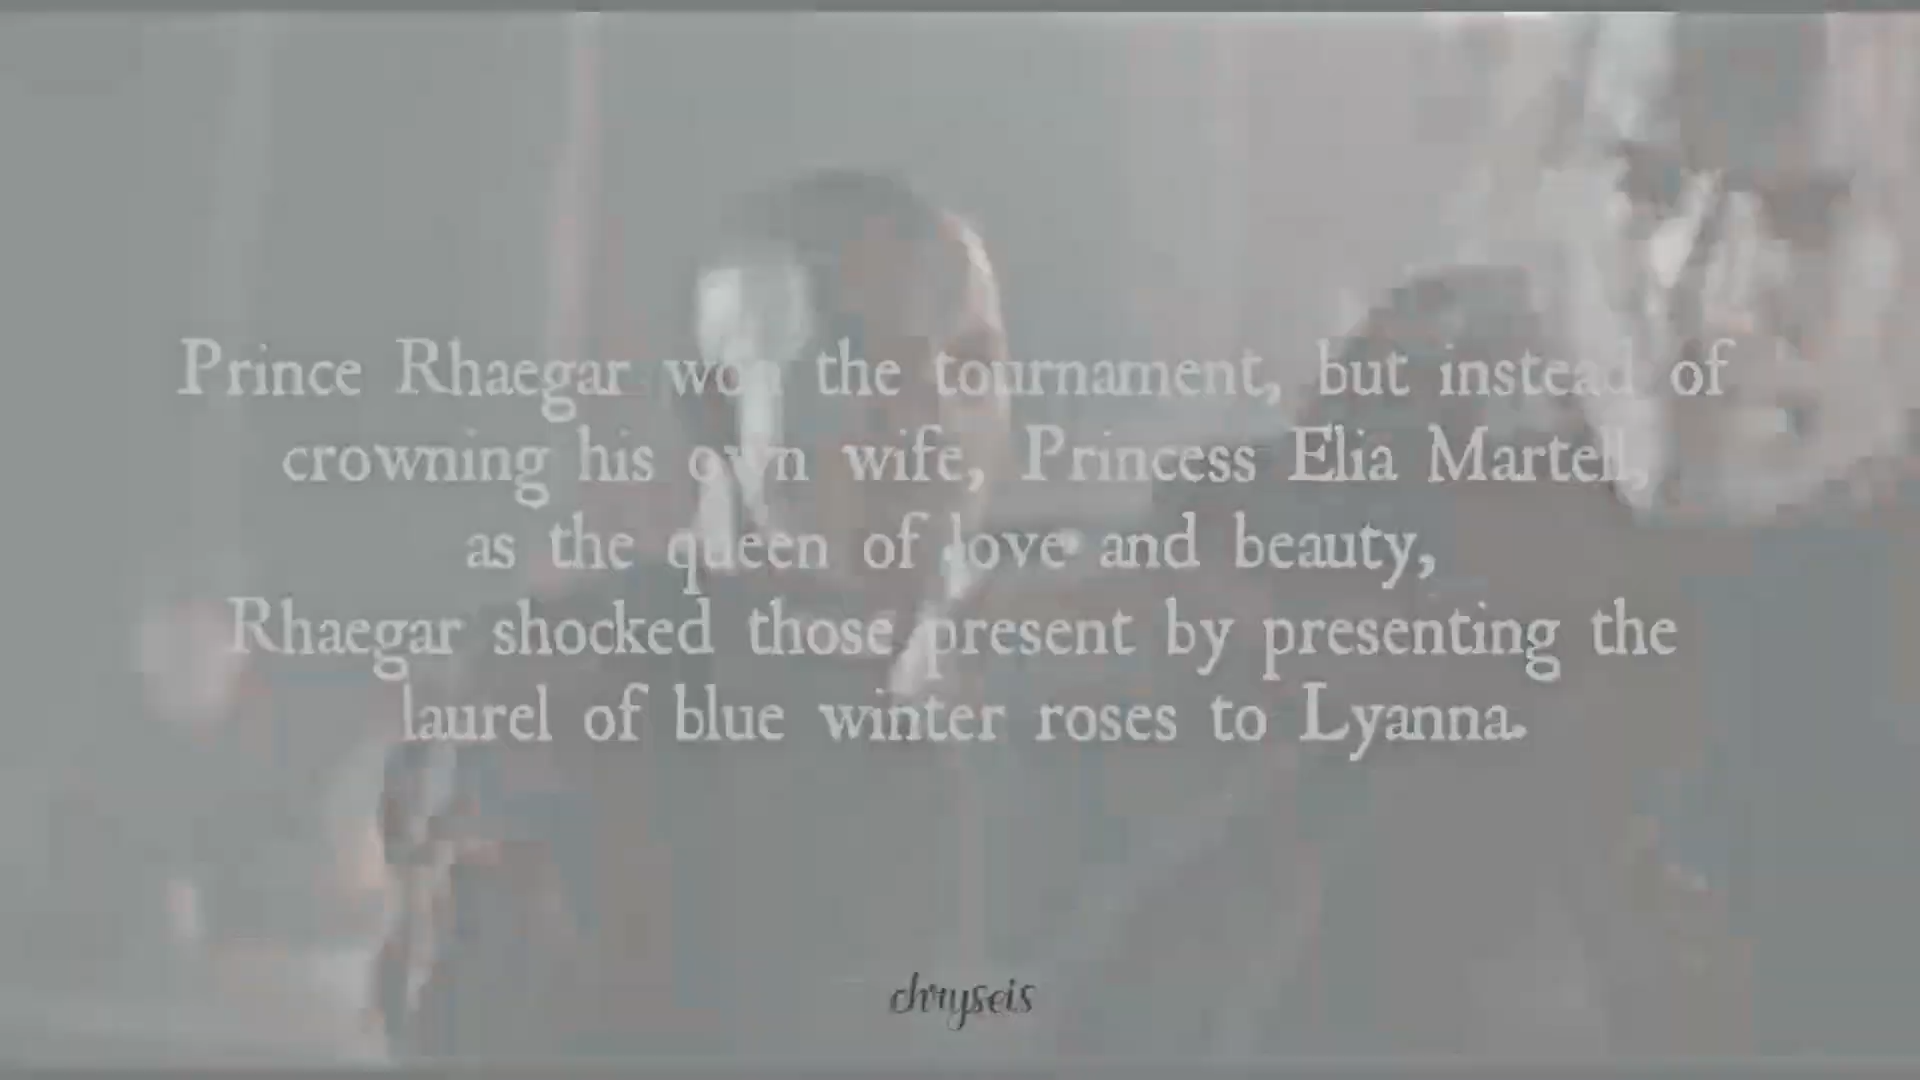 Prince Rhaegar won the tournament, but instead of
crowning his own wife, Princess Elia Martell,
as the queen of love and beauty,
Rhaegar shocked those present by presenting the
laurel of blue winter roses to Lyanna.
chryseis